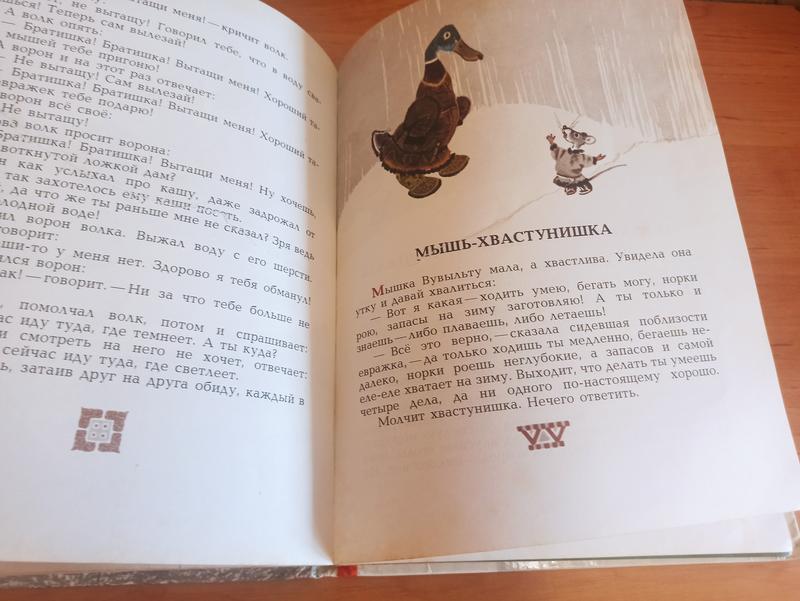 Вытащи меня! — кричит волк.
не вытащу! Говорил тебе, что в воду сва-
Теперь сам вылезай!
А волк опять:
— Братишка! Братишка! Вытащи меня! Хороший та-
мышей тебе пригоню!
А ворон и на этот раз отвечает:
— Не вытащу! Сам вылезай!
— Братишка! Братишка! Вытащи меня! Хороший та-
евражек тебе подарю!
ворон всё своё:
Не вытащу!
волк просит ворона:
Братишка! Братишка! Вытащи меня! Ну хочешь,
воткнутой ложкой дам?
как услыхал про кашу, даже задрожал от
так захотелось ему каши поесть.
да что же ты раньше мне не сказал? Зря ведь
холодной воде!
ворон волка. Выжал воду с его шерсти.
говорит:
у меня нет. Здорово я тебя обманул!
ворон:
— говорит. — Ни за что тебе больше не
помолчал волк, потом и спрашивает:
иду туда, где темнеет. А ты куда?
смотреть на него не хочет, отвечает:
сейчас иду туда, где светлеет.
затаив друг на друга обиду, каждый в
МЫШЬ-ХВАСТУНИШКА
Мышка Вувыльту мала, а хвастлива. Увидела она
утку и давай хвалиться:
— Вот я какая — ходить умею, бегать могу, норки
рою, запасы на зиму заготовляю! А ты только и
знаешь — либо плаваешь, либо летаешь!
— Всё это верно, — сказала сидевшая поблизости
евражка, — да только ходишь ты медленно, бегаешь не-
далеко, норки роешь неглубокие, а запасов и самой
еле-еле хватает на зиму. Выходит, что делать ты умеешь
четыре дела, да ни одного по-настоящему хорошо.
Молчит хвастунишка. Нечего ответить.